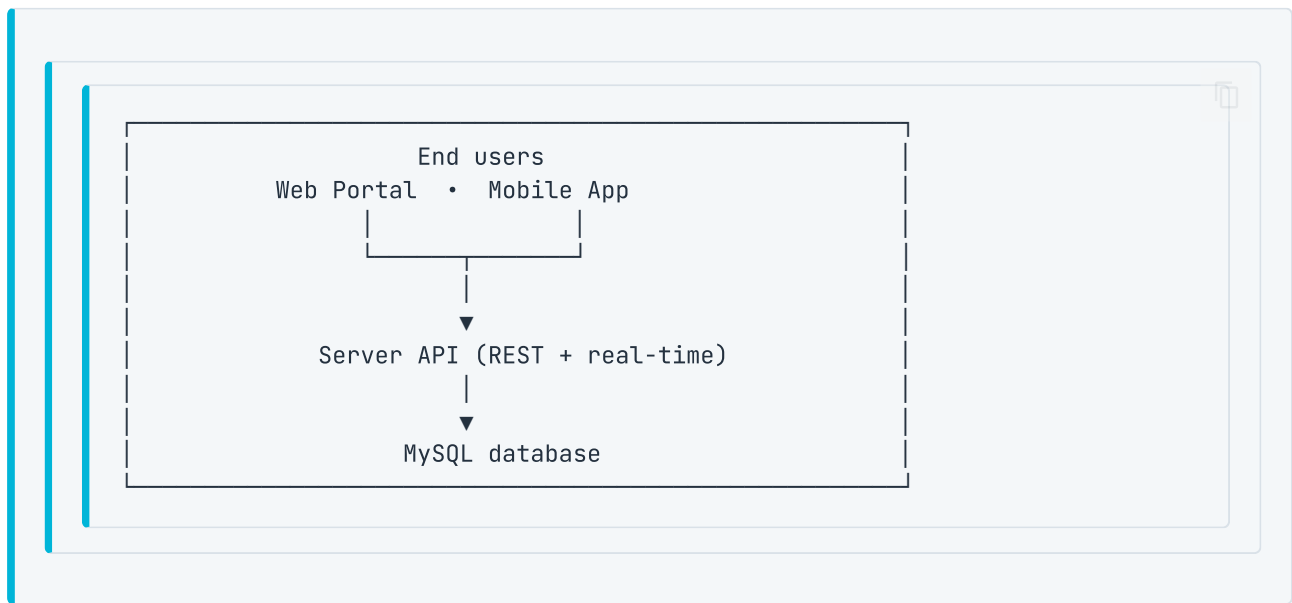 End users
Web Portal • Mobile App
Server API (REST + real-time)
MySQL database